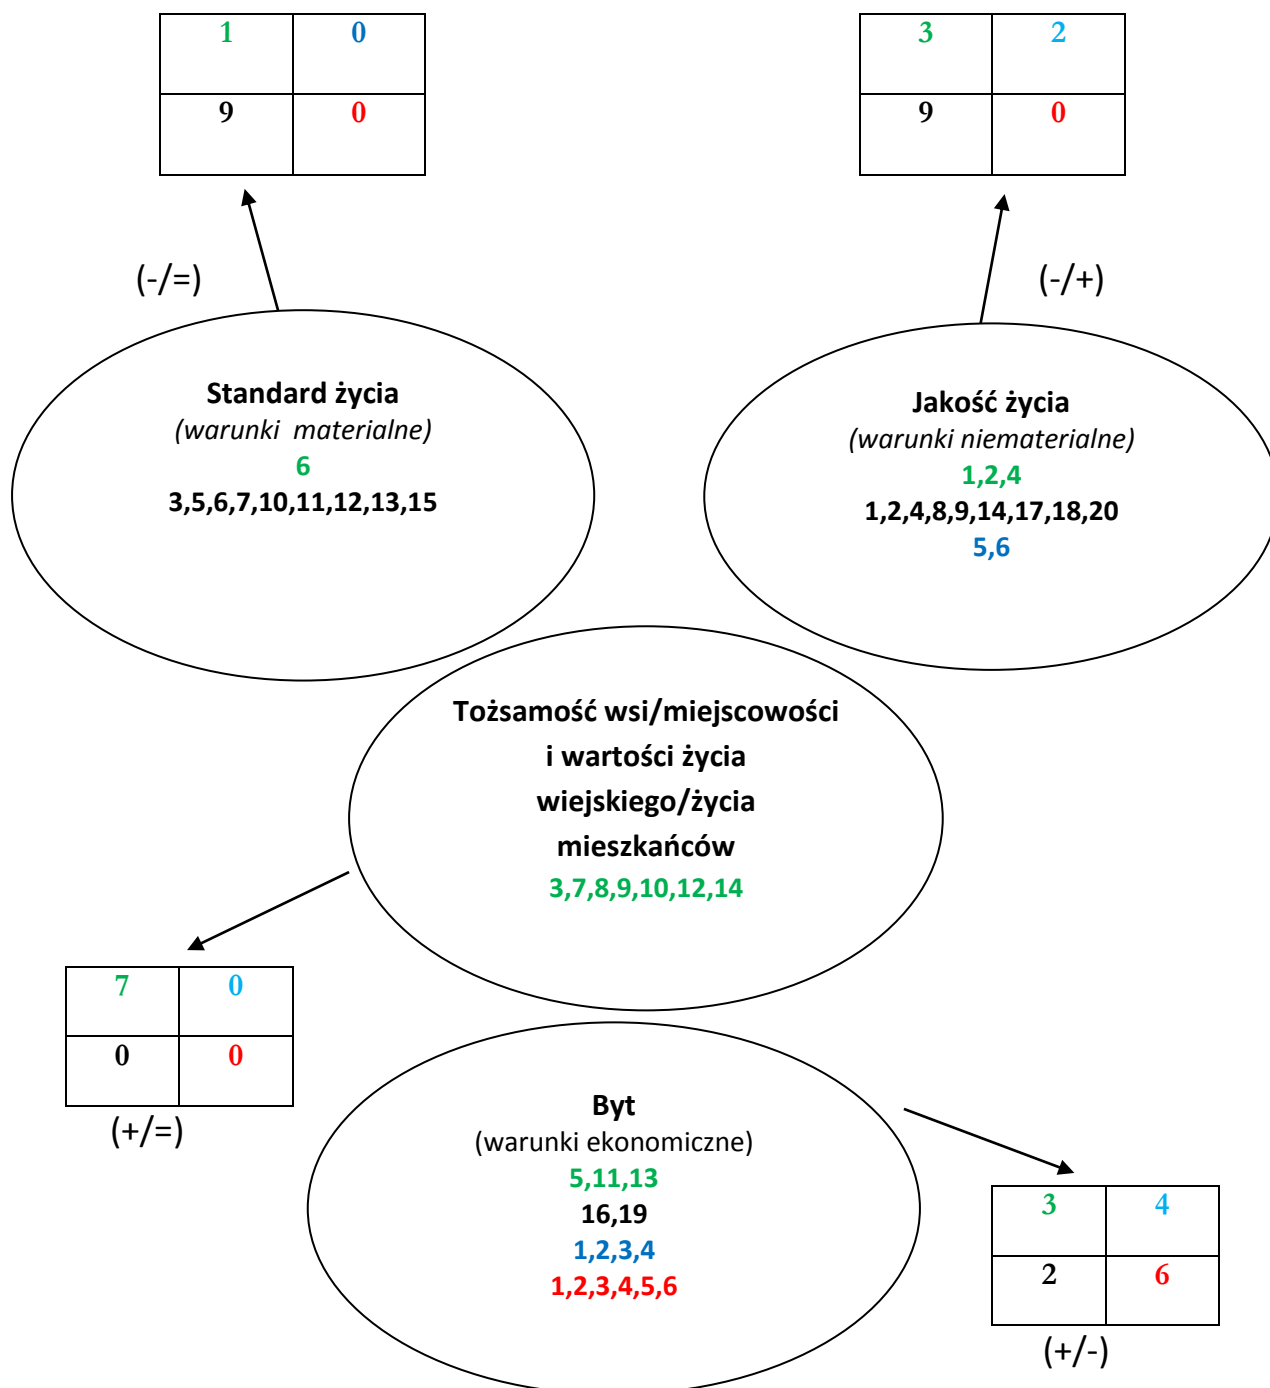 1 0
9 0
3 2
9 0
(-/=)
(-/+)
Standard życia
(warunki materialne)
6
3,5,6,7,10,11,12,13,15
Jakość życia
(warunki niematerialne)
1,2,4
1,2,4,8,9,14,17,18,20
5,6
Tożsamość wsi/miejscowości
i wartości życia
wiejskiego/życia
mieszkańców
3,7,8,9,10,12,14
7 0
0 0
(+/=)
Byt
(warunki ekonomiczne)
5,11,13
16,19
1,2,3,4
1,2,3,4,5,6
3 4
2 6
(+/-)